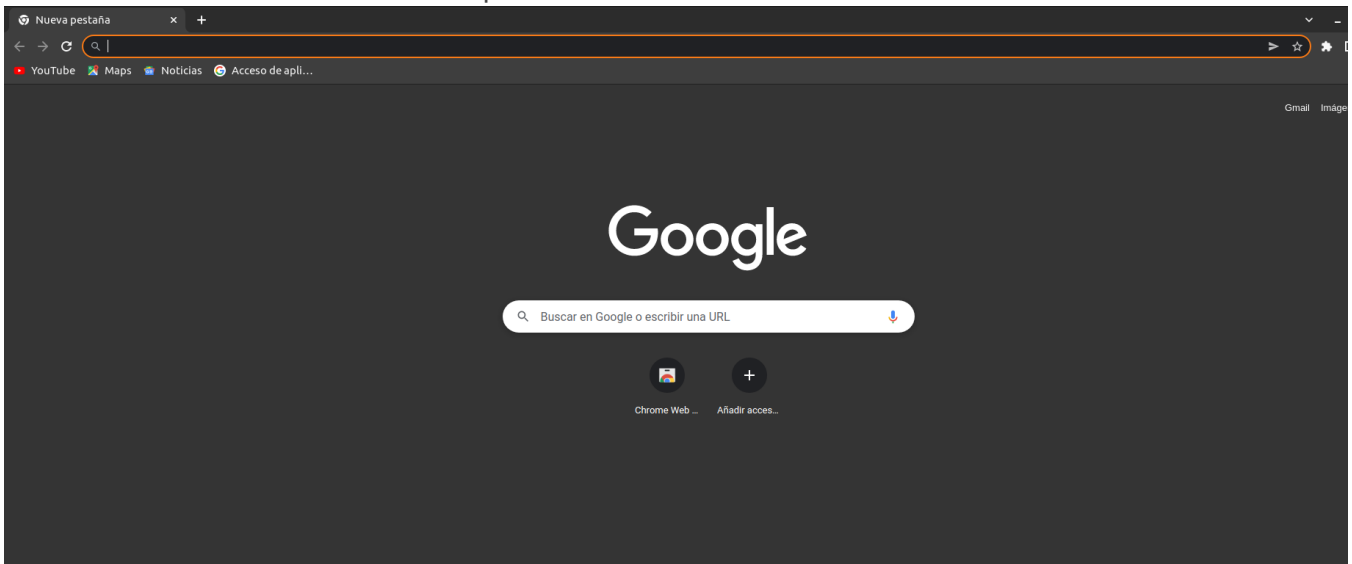 Nueva pestaña
YouTube Maps Noticias Acceso de apli...
Gmail Imáge
Google
Buscar en Google o escribir una URL
Chrome Web ... Añadir acces...